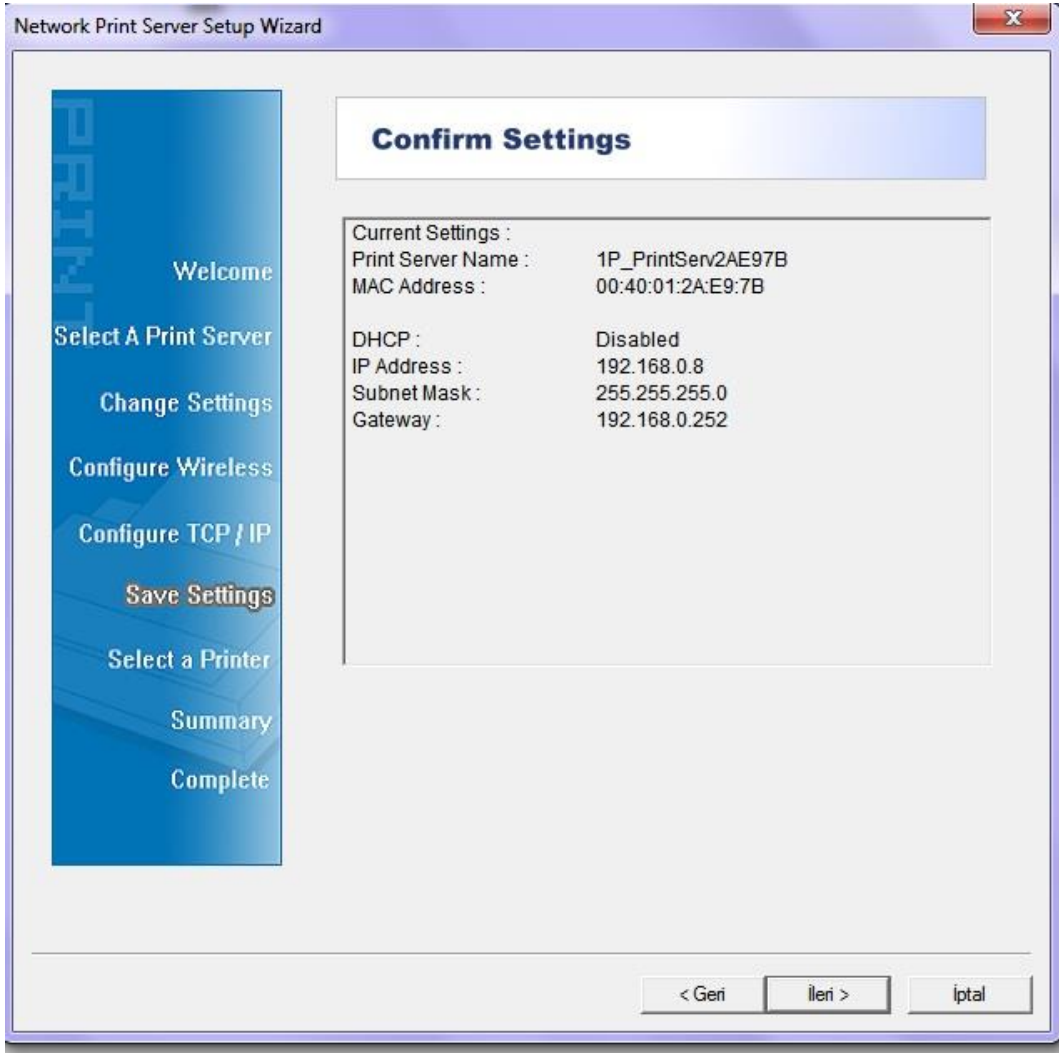 Network Print Server Setup Wizard
PRINT
Welcome
Select A Print Server
Change Settings
Configure Wireless
Configure TCP / IP
Save Settings
Select a Printer
Summary
Complete
Confirm Settings
Current Settings :
Print Server Name : 1P_PrintServ2AE97B
MAC Address : 00:40:01:2A:E9:7B
DHCP : Disabled
IP Address : 192.168.0.8
Subnet Mask : 255.255.255.0
Gateway : 192.168.0.252
< Geri
İleri >
İptal